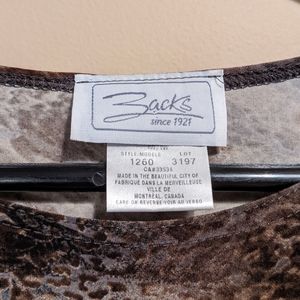 Zacks
since 1921
STYLE/MODELE LOT
1260 3197
CA#33536
MADE IN THE BEAUTIFUL CITY OF
FABRIQUE DANS LA MERVEILLEUSE
VILLE DE
MONTREAL, CANADA
CARE ON REVERSE VOIR AU VERSO